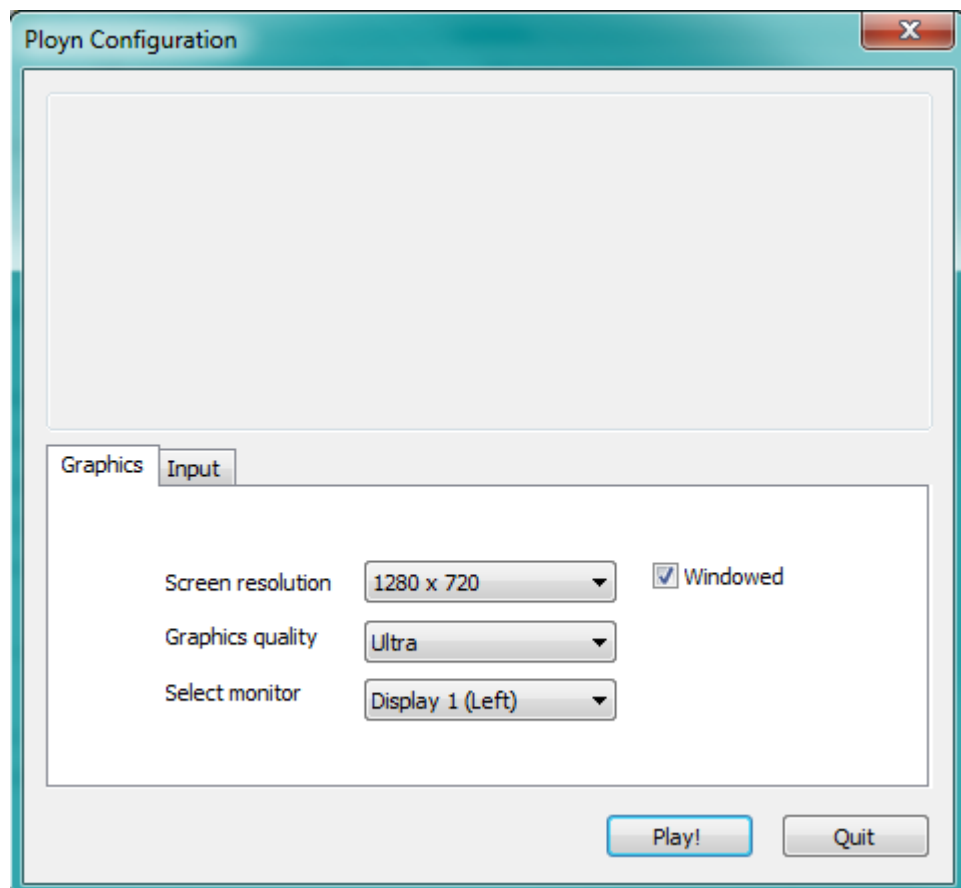 Ployn Configuration
Graphics Input
Screen resolution 1280 x 720 Windowed
Graphics quality Ultra
Select monitor Display 1 (Left)
Play! Quit